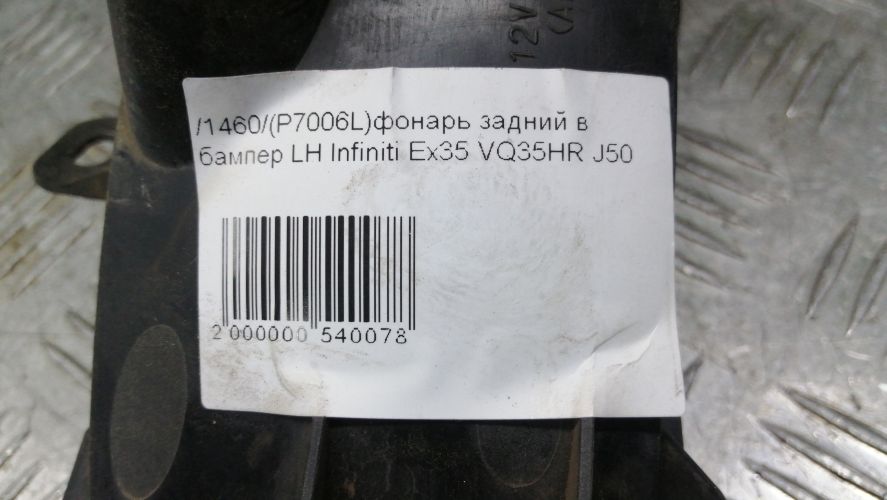 12V
/1460/(P7006L)фонарь задний в
бампер LH Infiniti Ex35 VQ35HR J50
2 000000 540078